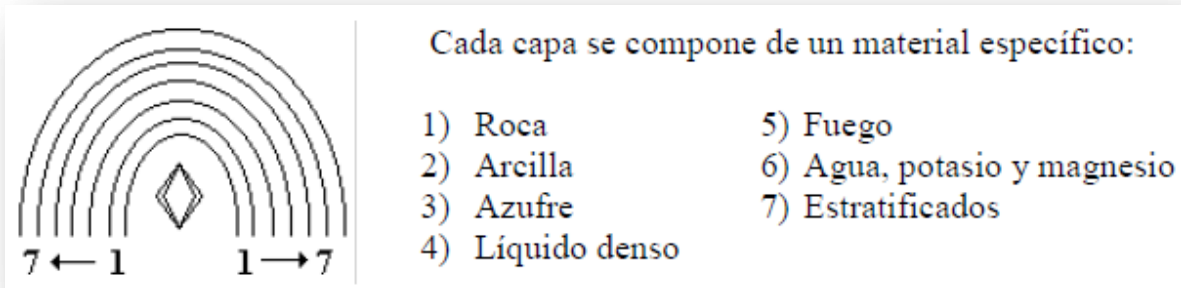 Cada capa se compone de un material específico:
1) Roca
2) Arcilla
3) Azufre
4) Líquido denso
5) Fuego
6) Agua, potasio y magnesio
7) Estratificados
7 ← 1 1 → 7